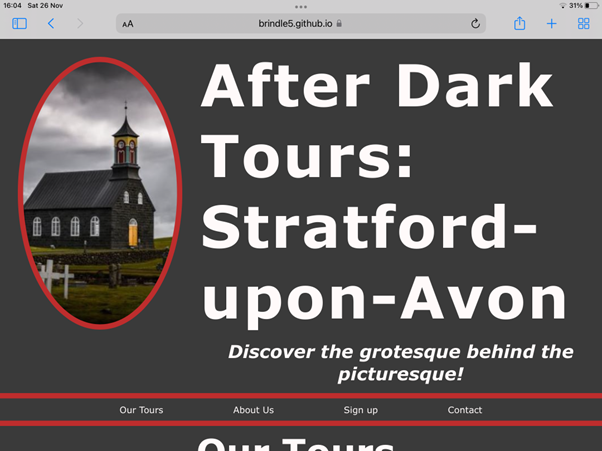 16:04 Sat 26 Nov
31%
AA
brindle5.github.io
After Dark
Tours:
Stratford-
upon-Avon
Discover the grotesque behind the
picturesque!
Our Tours About Us Sign up Contact
Our Tours